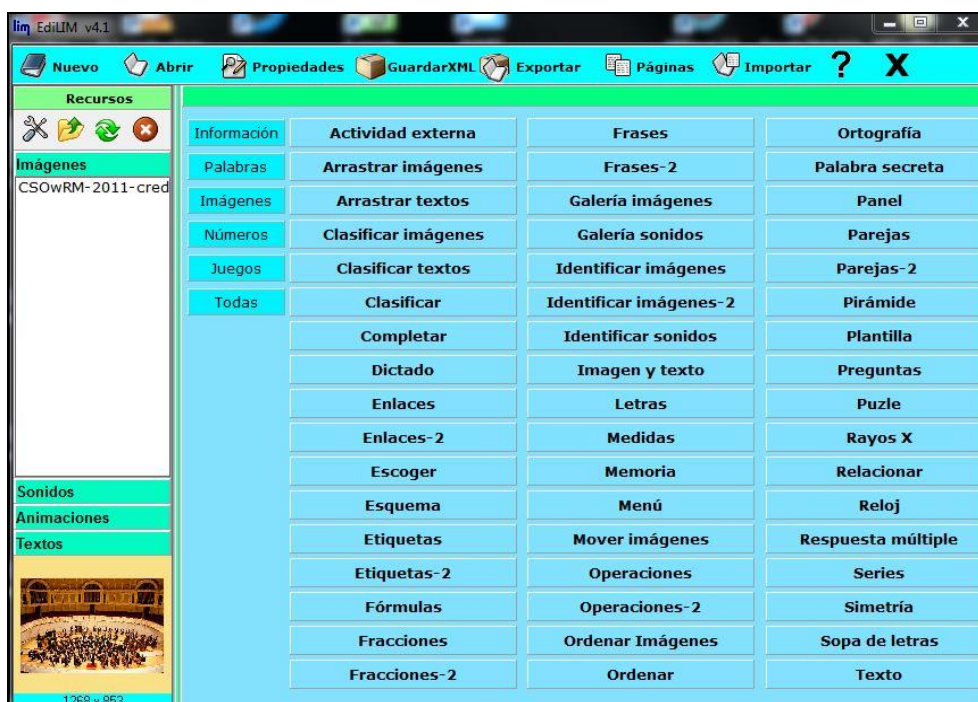 lim EdiLIM v4.1
Nuevo Abrir Propiedades GuardarXML Exportar Páginas Importar ? X
Recursos
Imágenes
CSOwRM-2011-cred
Sonidos
Animaciones
Textos
1268 x 853
Información
Palabras
Imágenes
Números
Juegos
Todas
Actividad externa
Arrastrar imágenes
Arrastrar textos
Clasificar imágenes
Clasificar textos
Clasificar
Completar
Dictado
Enlaces
Enlaces-2
Escoger
Esquema
Etiquetas
Etiquetas-2
Fórmulas
Fracciones
Fracciones-2
Frases
Frases-2
Galería imágenes
Galería sonidos
Identificar imágenes
Identificar imágenes-2
Identificar sonidos
Imagen y texto
Letras
Medidas
Memoria
Menú
Mover imágenes
Operaciones
Operaciones-2
Ordenar Imágenes
Ordenar
Ortografía
Palabra secreta
Panel
Parejas
Parejas-2
Pirámide
Plantilla
Preguntas
Puzle
Rayos X
Relacionar
Reloj
Respuesta múltiple
Series
Simetría
Sopa de letras
Texto